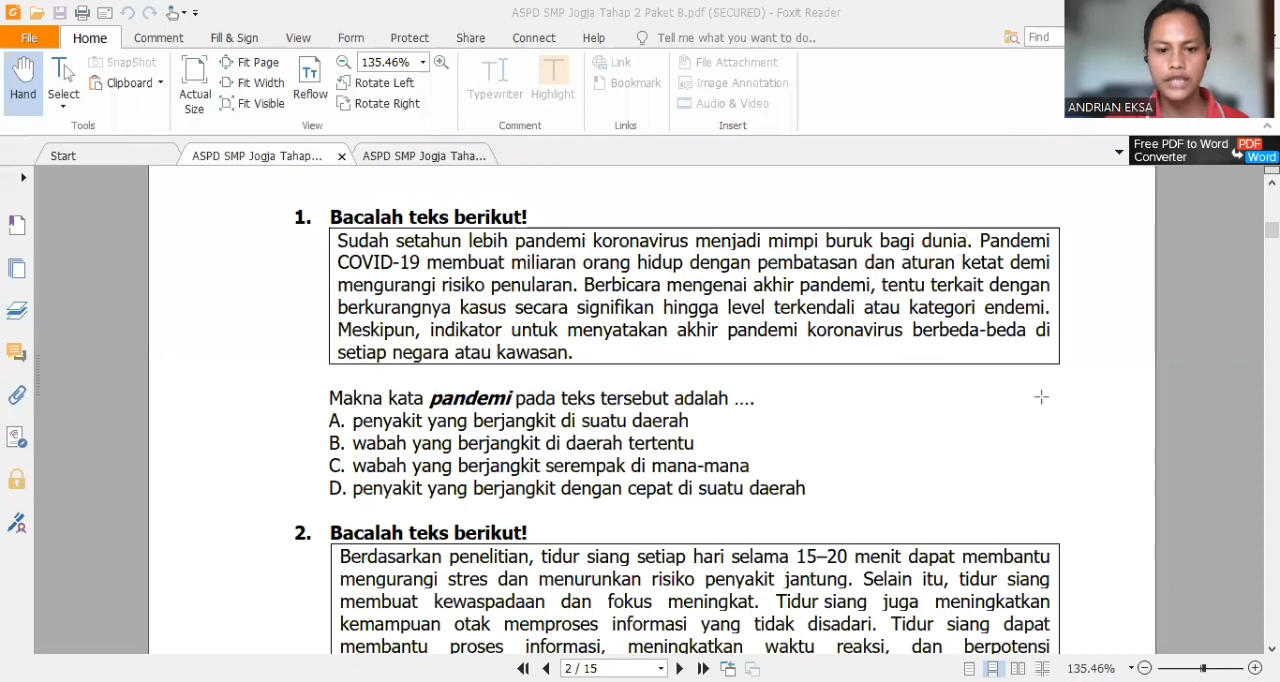 ASPD SMP Jogja Tahap 2 Paket B.pdf (SECURED) - Foxit Reader
File Home Comment Fill & Sign View Form Protect Share Connect Help Tell me what you want to do.. Find
Hand
Select
SnapShot
Clipboard
Tools
Actual Size
Fit Page
Fit Width
Fit Visible
Reflow
135.46%
Rotate Left
Rotate Right
View
Typewriter
Highlight
Comment
Link
Bookmark
Links
File Attachment
Image Annotation
Audio & Video
Insert
ANDRIAN EKSA
Start ASPD SMP Jogja Tahap... ASPD SMP Jogja Taha...
Free PDF to Word PDF
Converter Word
1. Bacalah teks berikut!
Sudah setahun lebih pandemi koronavirus menjadi mimpi buruk bagi dunia. Pandemi
COVID-19 membuat miliaran orang hidup dengan pembatasan dan aturan ketat demi
mengurangi risiko penularan. Berbicara mengenai akhir pandemi, tentu terkait dengan
berkurangnya kasus secara signifikan hingga level terkendali atau kategori endemi.
Meskipun, indikator untuk menyatakan akhir pandemi koronavirus berbeda-beda di
setiap negara atau kawasan.
Makna kata pandemi pada teks tersebut adalah ....
A. penyakit yang berjangkit di suatu daerah
B. wabah yang berjangkit di daerah tertentu
C. wabah yang berjangkit serempak di mana-mana
D. penyakit yang berjangkit dengan cepat di suatu daerah
2. Bacalah teks berikut!
Berdasarkan penelitian, tidur siang setiap hari selama 15–20 menit dapat membantu
mengurangi stres dan menurunkan risiko penyakit jantung. Selain itu, tidur siang
membuat kewaspadaan dan fokus meningkat. Tidur siang juga meningkatkan
kemampuan otak memproses informasi yang tidak disadari. Tidur siang dapat
membantu proses informasi, meningkatkan waktu reaksi, dan berpotensi
2 / 15
135.46%